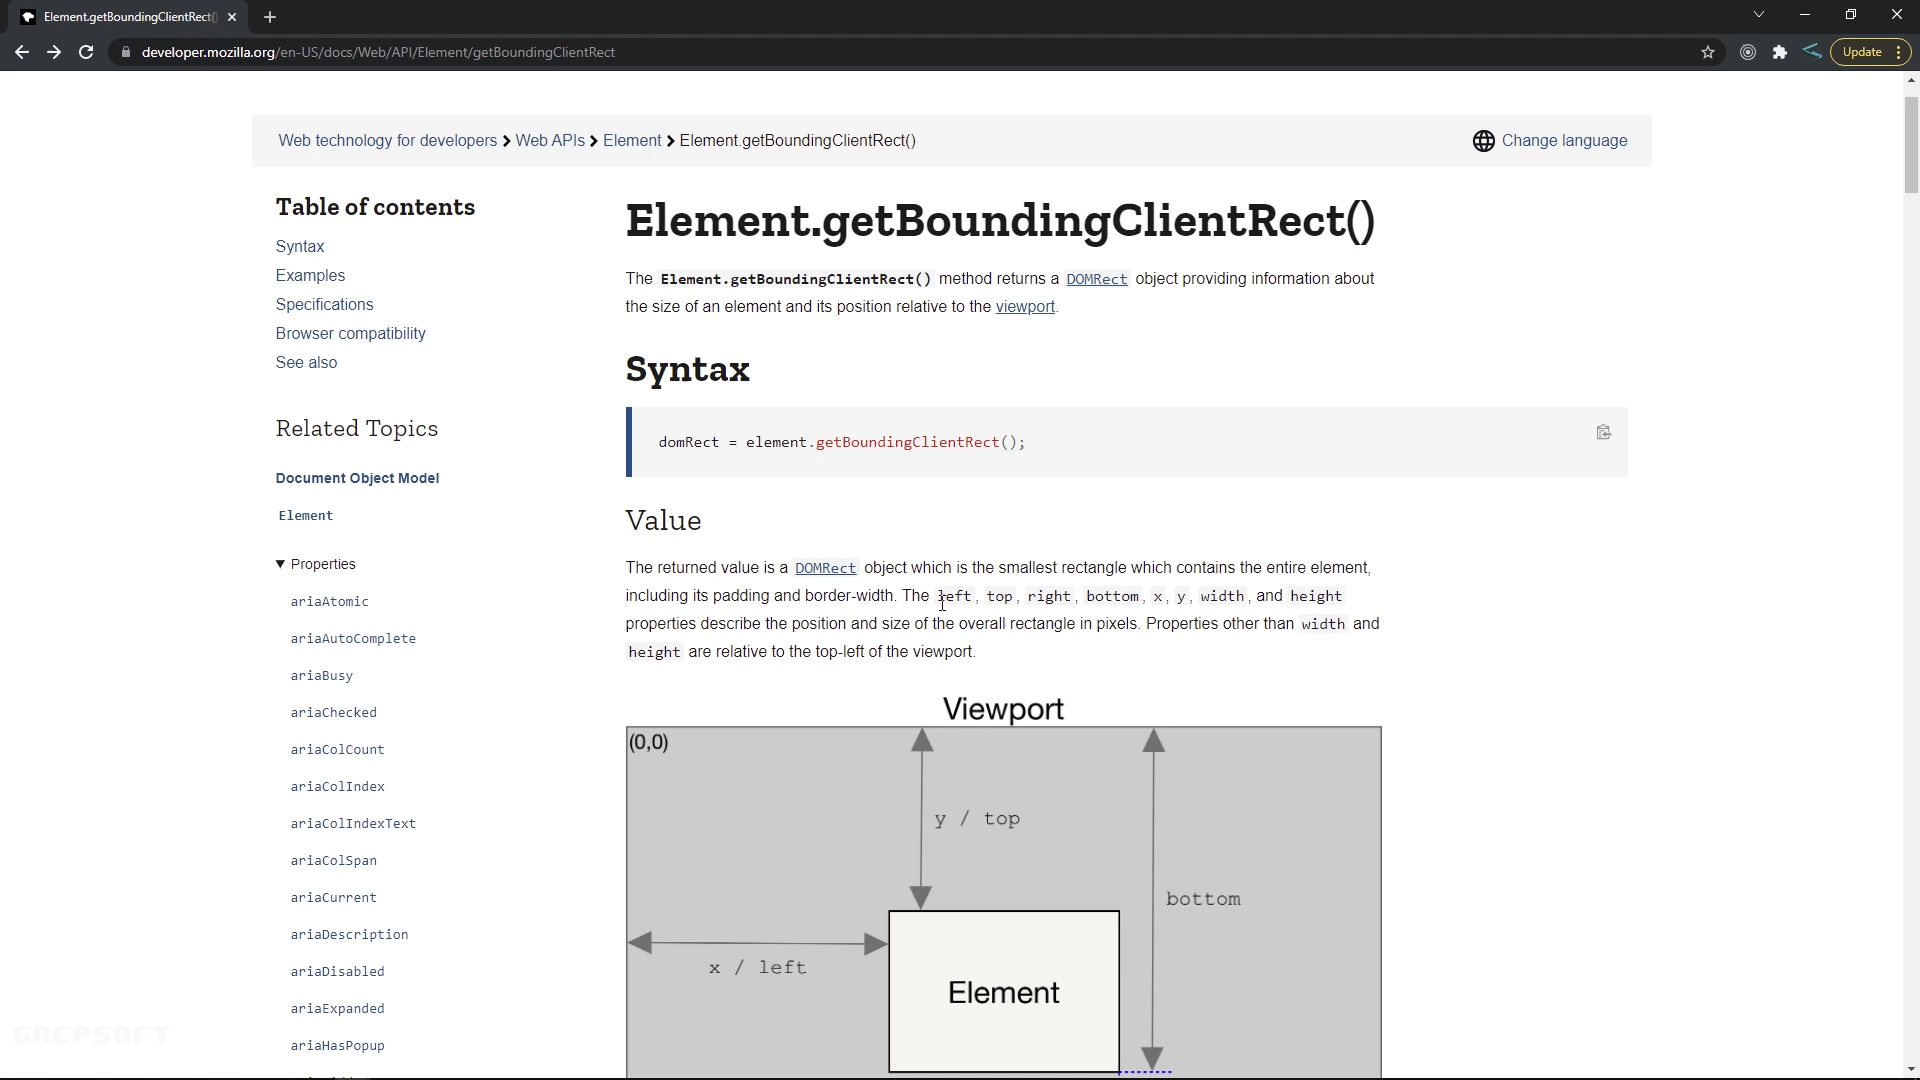 Element.getBoundingClientRect()
developer.mozilla.org/en-US/docs/Web/API/Element/getBoundingClientRect
Update
Web technology for developers
Web APIs
Element
Element.getBoundingClientRect()
Change language
Table of contents
Syntax
Examples
Specifications
Browser compatibility
See also
Related Topics
Document Object Model
Element
▼ Properties
ariaAtomic
ariaAutoComplete
ariaBusy
ariaChecked
ariaColCount
ariaColIndex
ariaColIndexText
ariaColSpan
ariaCurrent
ariaDescription
ariaDisabled
ariaExpanded
ariaHasPopup
Element.getBoundingClientRect()
The Element.getBoundingClientRect() method returns a DOMRect object providing information about
the size of an element and its position relative to the viewport.
Syntax
domRect = element.getBoundingClientRect();
Value
The returned value is a DOMRect object which is the smallest rectangle which contains the entire element,
including its padding and border-width. The left, top, right, bottom, x, y, width, and height
properties describe the position and size of the overall rectangle in pixels. Properties other than width and
height are relative to the top-left of the viewport.
Viewport
(0,0)
y / top
bottom
x / left
Element
GREPSOFT